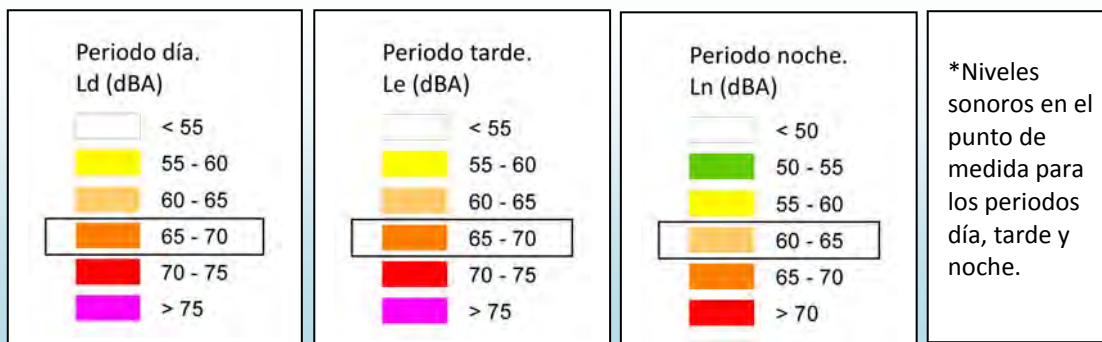 Periodo día.
Ld (dBA)
< 55
55 - 60
60 - 65
65 - 70
70 - 75
> 75
Periodo tarde.
Le (dBA)
< 55
55 - 60
60 - 65
65 - 70
70 - 75
> 75
Periodo noche.
Ln (dBA)
< 50
50 - 55
55 - 60
60 - 65
65 - 70
> 70
*Niveles
sonoros en el
punto de
medida para
los periodos
día, tarde y
noche.